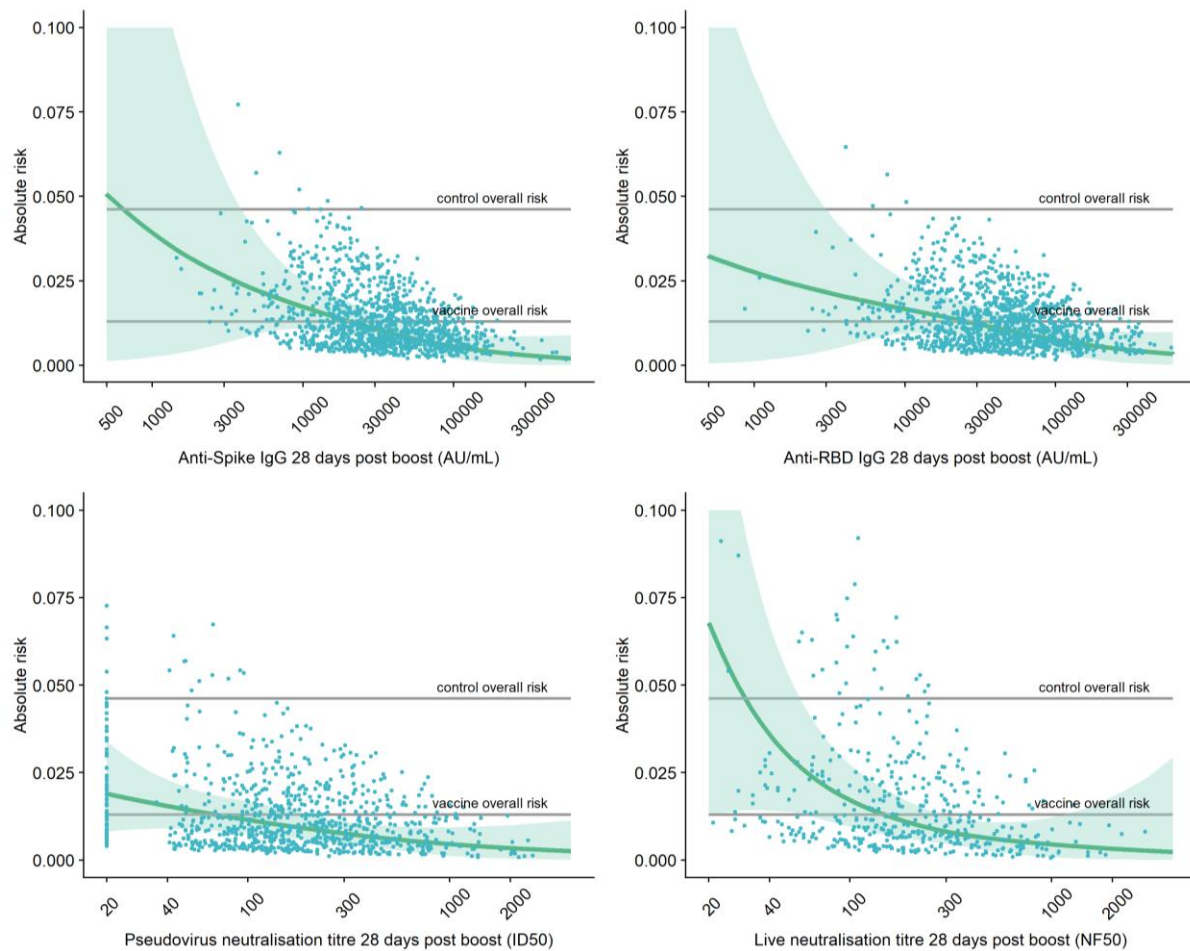 0.100
0.075
0.050
0.025
0.000
Absolute risk
control overall risk
vaccine overall risk
500 1000 3000 10000 30000 100000 300000
Anti-Spike IgG 28 days post boost (AU/mL)
0.100
0.075
0.050
0.025
0.000
Absolute risk
control overall risk
vaccine overall risk
500 1000 3000 10000 30000 100000 300000
Anti-RBD IgG 28 days post boost (AU/mL)
0.100
0.075
0.050
0.025
0.000
Absolute risk
control overall risk
vaccine overall risk
20 40 100 300 1000 2000
Pseudovirus neutralisation titre 28 days post boost (ID50)
0.100
0.075
0.050
0.025
0.000
Absolute risk
control overall risk
vaccine overall risk
20 40 100 300 1000 2000
Live neutralisation titre 28 days post boost (NF50)